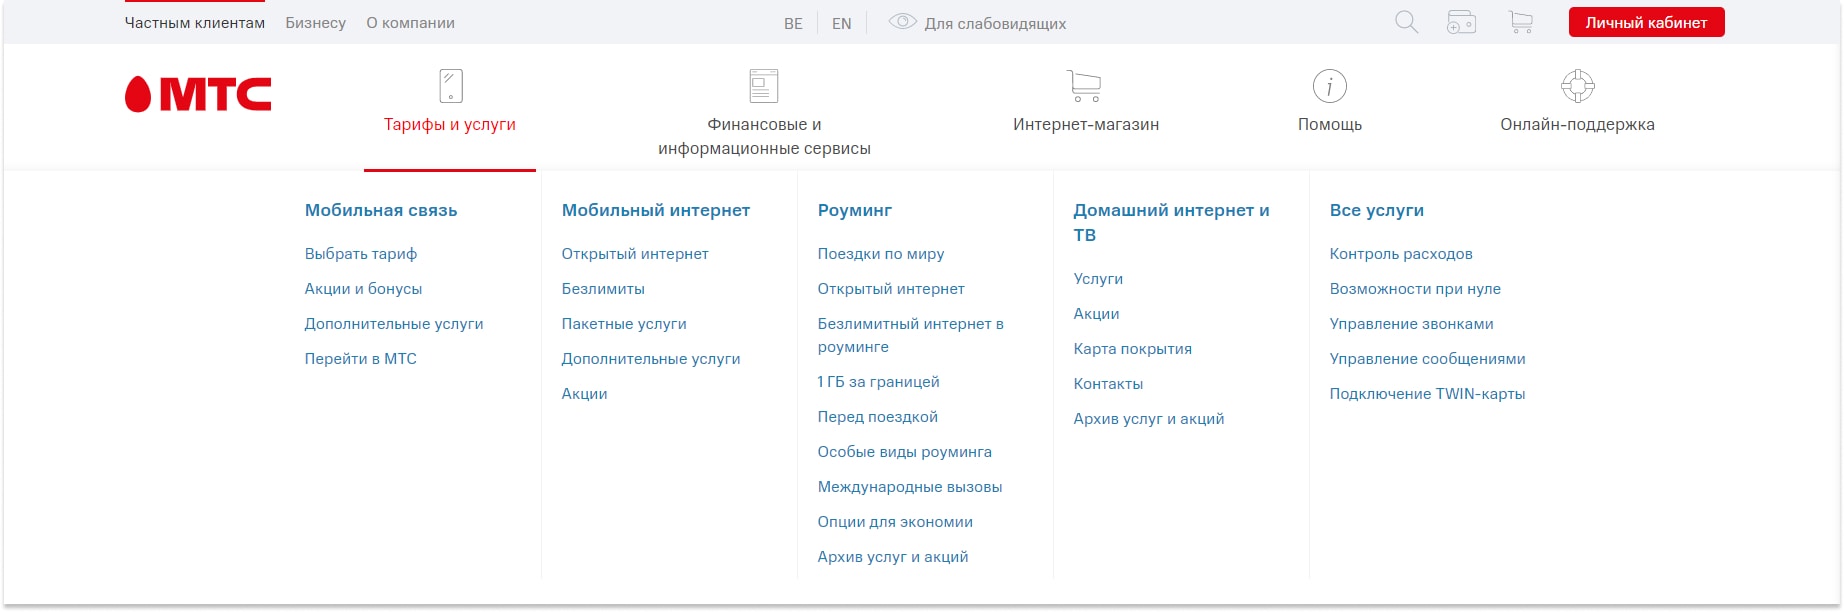 Частным клиентам Бизнесу О компании BE EN Для слабовидящих Личный кабинет
МТС
Тарифы и услуги
Финансовые и
информационные сервисы
Интернет-магазин
Помощь
Онлайн-поддержка
Мобильная связь
Выбрать тариф
Акции и бонусы
Дополнительные услуги
Перейти в МТС
Мобильный интернет
Открытый интернет
Безлимиты
Пакетные услуги
Дополнительные услуги
Акции
Роуминг
Поездки по миру
Открытый интернет
Безлимитный интернет в
роуминге
1 ГБ за границей
Перед поездкой
Особые виды роуминга
Международные вызовы
Опции для экономии
Архив услуг и акций
Домашний интернет и
ТВ
Услуги
Акции
Карта покрытия
Контакты
Архив услуг и акций
Все услуги
Контроль расходов
Возможности при нуле
Управление звонками
Управление сообщениями
Подключение TWIN-карты